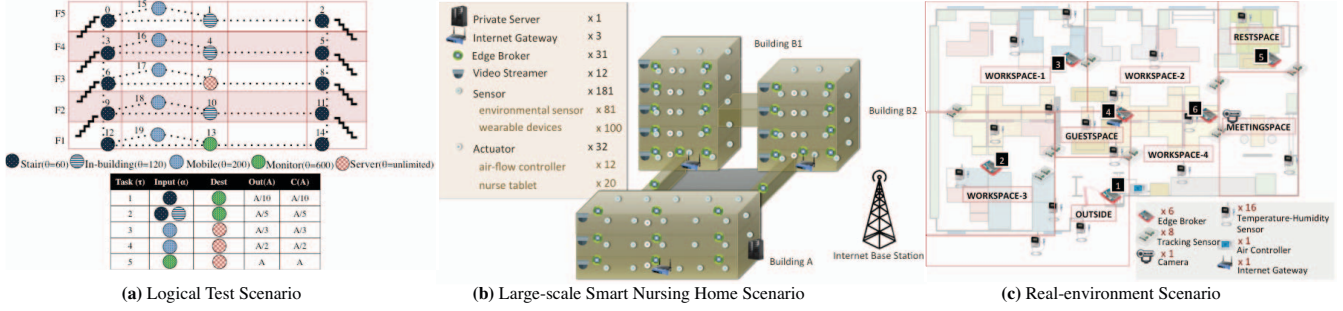 F5
0
15
1
2
F4
3
16
4
5
F3
6
17
7
8
F2
9
18
10
11
F1
12
19
13
14
Stair(θ=60) In-building(θ=120) Mobile(θ=200) Monitor(θ=600) Server(θ=unlimited)
Task (τ) Input (α) Dest Out(A) C(A)
1 A/10 A/10
2 A/5 A/5
3 A/3 A/3
4 A/2 A/2
5 A A
(a) Logical Test Scenario
Private Server x 1
Internet Gateway x 3
Edge Broker x 31
Video Streamer x 12
Sensor x 181
environmental sensor x 81
wearable devices x 100
Actuator x 32
air-flow controller x 12
nurse tablet x 20
Building B1
Building B2
Building A
Internet Base Station
(b) Large-scale Smart Nursing Home Scenario
RESTSPACE
3
5
WORKSPACE-1
WORKSPACE-2
4
6
GUESTSPACE
MEETINGSPACE
2
WORKSPACE-4
WORKSPACE-3
1
OUTSIDE
x 6
Edge Broker
x 8
Tracking Sensor
x 1
Camera
x 16
Temperature-Humidity
Sensor
x 1
Air Controller
x 1
Internet Gateway
(c) Real-environment Scenario